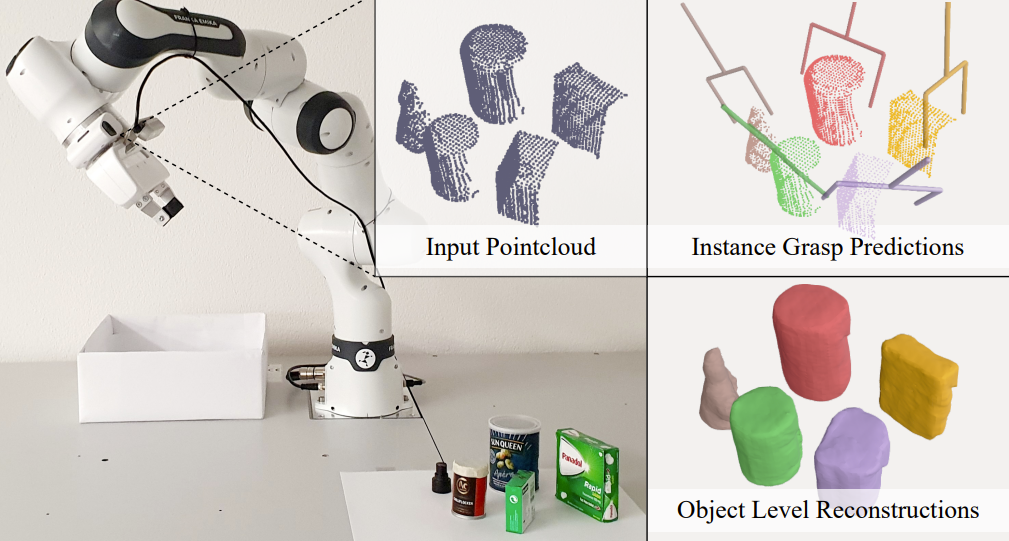 FRANKA EMIKA
Input Pointcloud
Instance Grasp Predictions
Object Level Reconstructions
SUN QUEEN
Panadol
Rapid